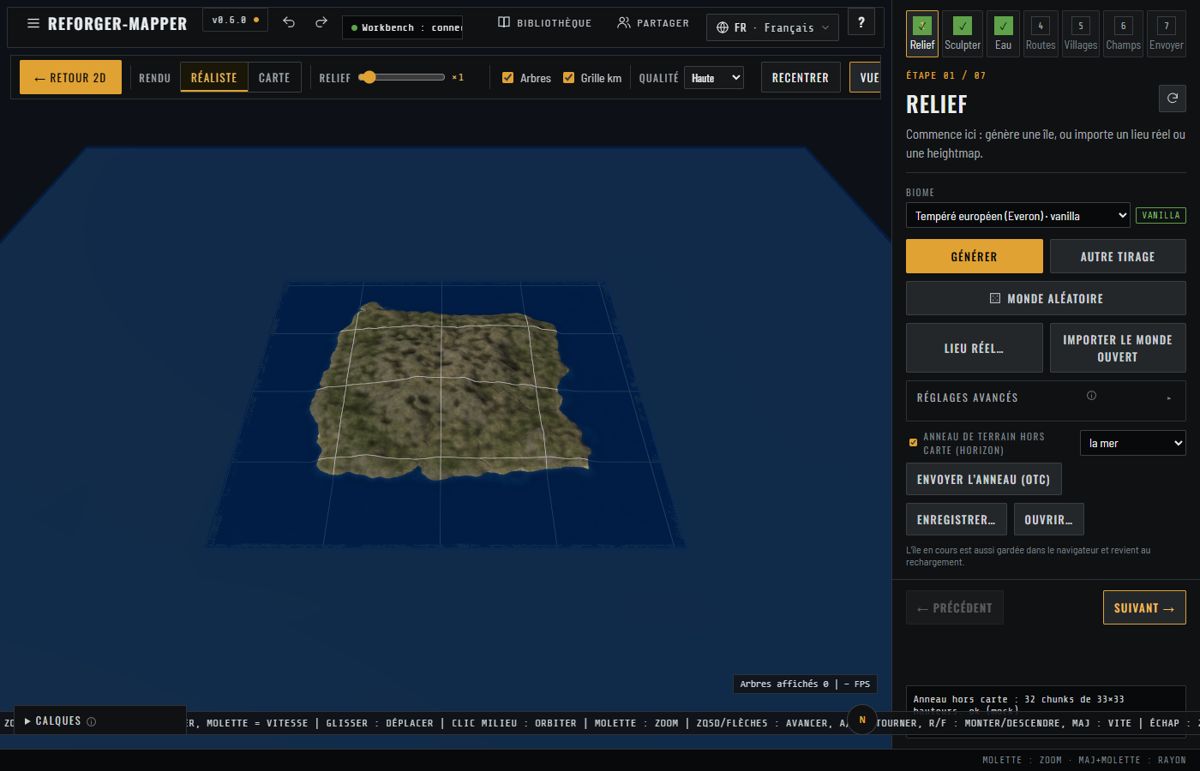 REFORGER-MAPPER
v0.6.0
Workbench : conne
BIBLIOTHÈQUE
PARTAGER
FR · Français
?
← RETOUR 2D
RENDU
RÉALISTE
CARTE
RELIEF
×1
Arbres
Grille km
QUALITÉ
Haute
RECENTRER
VUE
✓ Relief
✓ Sculpter
✓ Eau
4 Routes
5 Villages
6 Champs
7 Envoyer
ÉTAPE 01 / 07
RELIEF
Commence ici : génère une île, ou importe un lieu réel ou
une heightmap.
BIOME
Tempéré européen (Everon) · vanilla
VANILLA
GÉNÉRER
AUTRE TIRAGE
MONDE ALÉATOIRE
LIEU RÉEL…
IMPORTER LE MONDE
OUVERT
RÉGLAGES AVANCÉS
ANNEAU DE TERRAIN HORS
CARTE (HORIZON)
la mer
ENVOYER L'ANNEAU (OTC)
ENREGISTRER…
OUVRIR…
L'île en cours est aussi gardée dans le navigateur et revient au
rechargement.
← PRÉCÉDENT
SUIVANT →
Arbres affichés 0 | – FPS
Anneau hors carte : 32 chunks de 33×33
▸ CALQUES
R, MOLETTE = VITESSE | GLISSER : DÉPLACER | CLIC MILIEU : ORBITER | MOLETTE : ZOOM | ZQSD/FLÈCHES : AVANCER, A/
N
TOURNER, R/F : MONTER/DESCENDRE, MAJ : VITE | ÉCHAP :
MOLETTE : ZOOM · MAJ+MOLETTE : RAYON